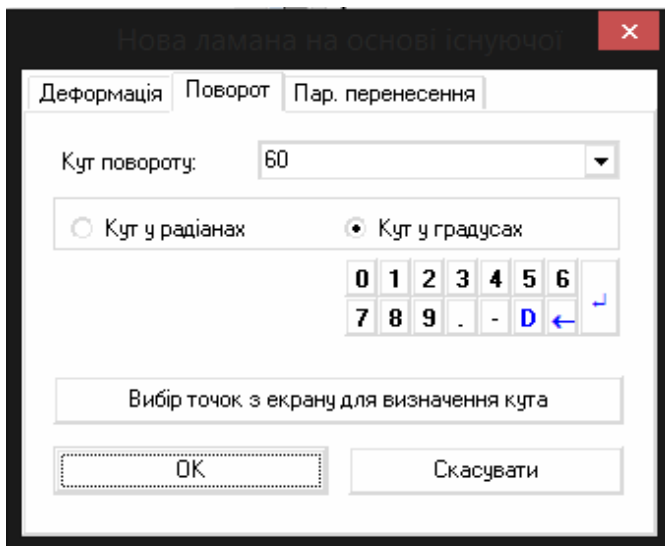 Нова ламана на основі існуючої
Деформація Поворот Пар. перенесення
Кут повороту: 60
Кут у радіанах Кут у градусах
0 1 2 3 4 5 6
7 8 9 . - D ←
Вибір точок з екрану для визначення кута
OK Скасувати